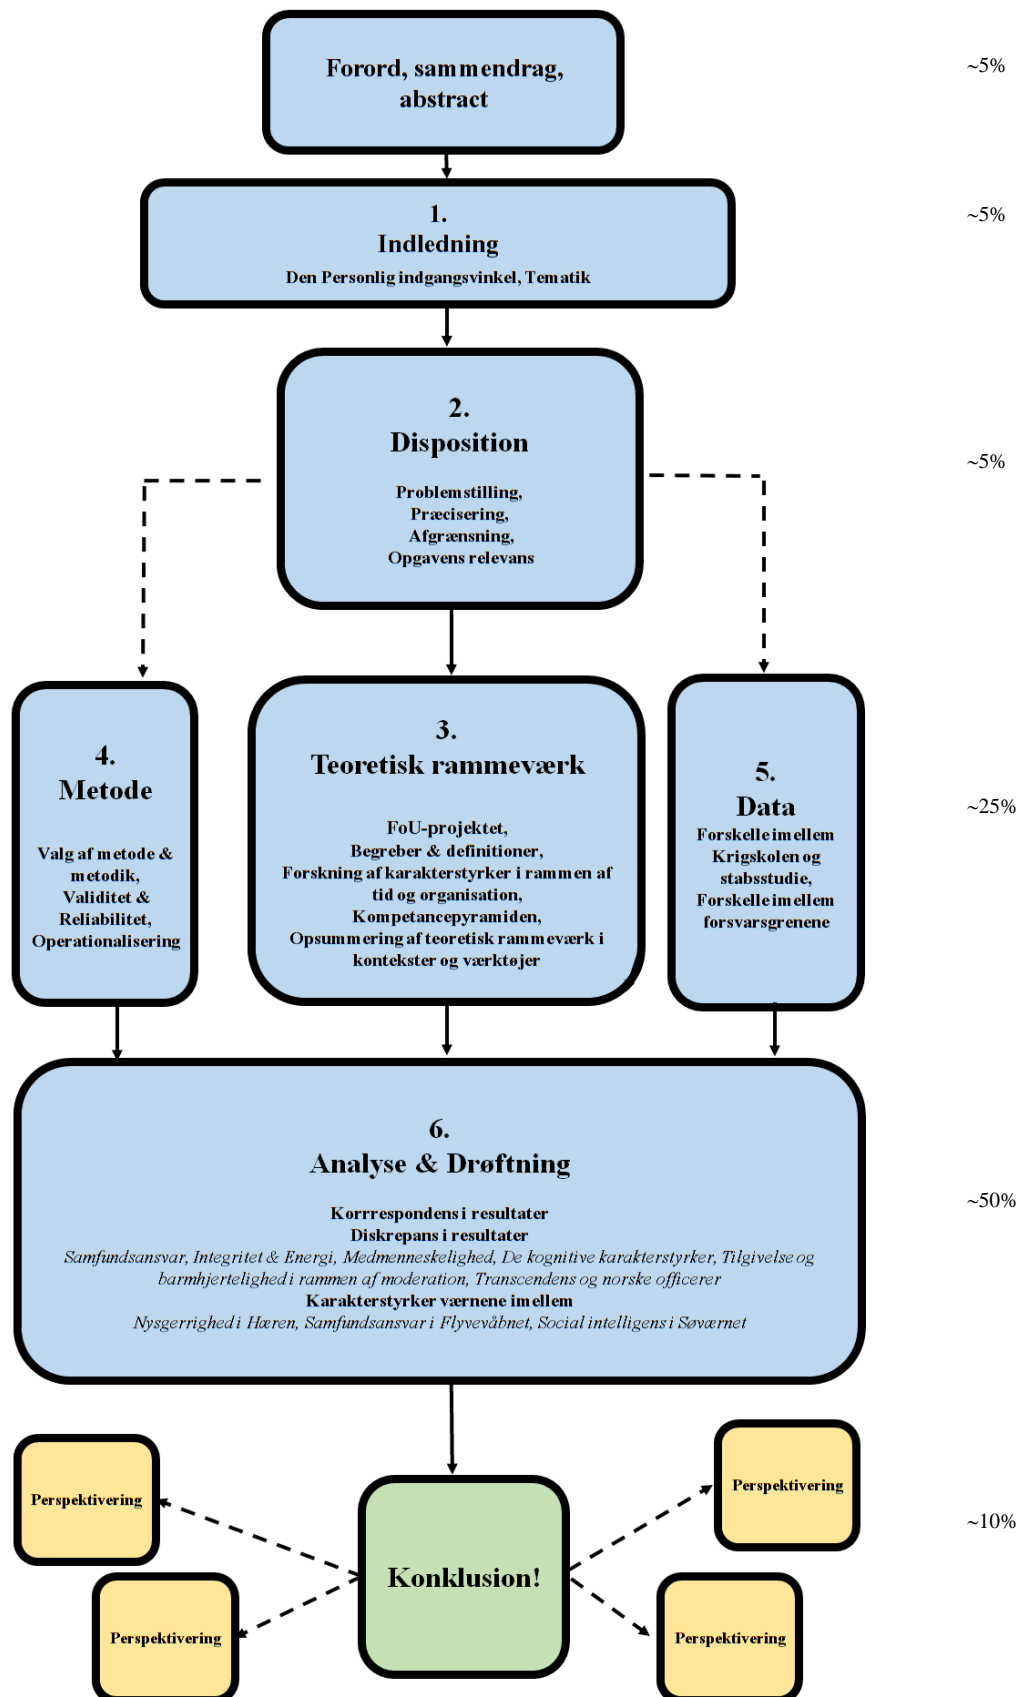 Forord, sammendrag,
abstract
~5%
1.
Indledning
Den Personlig indgangsvinkel, Tematik
~5%
2.
Disposition
Problemstilling,
Præcisering,
Afgrænsning,
Opgavens relevans
~5%
4.
Metode
Valg af metode &
metodik,
Validitet &
Reliabilitet,
Operationalisering
3.
Teoretisk rammeværk
FoU-projektet,
Begreber & definitioner,
Forskning af karakterstyrker i rammen af
tid og organisation,
Kompetancepyramiden,
Opsummering af teoretisk rammeværk i
kontekster og værktøjer
5.
Data
Forskelle imellem
Krigskolen og
stabsstudie,
Forskelle imellem
forsvarsgrenene
~25%
6.
Analyse & Drøftning
Korrrespondens i resultater
Diskrepans i resultater
Samfundsansvar, Integritet & Energi, Medmenneskelighed, De kognitive karakterstyrker, Tilgivelse og
barmhjertelighed i rammen af moderation, Transcendens og norske officerer
Karakterstyrker værnene imellem
Nysgerrighed i Hæren, Samfundsansvar i Flyvevåbnet, Social intelligens i Søværnet
~50%
Perspektivering
Perspektivering
Konklusion!
Perspektivering
Perspektivering
~10%